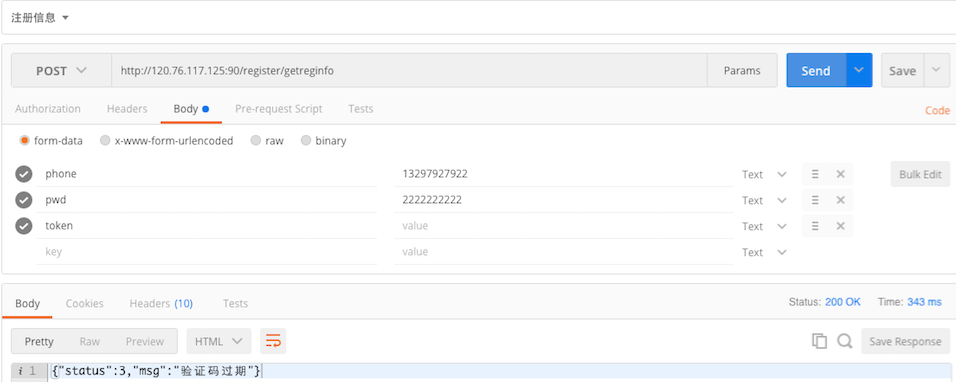 注册信息
POST http://120.76.117.125:90/register/getreginfo Params Send Save
Authorization Headers Body Pre-request Script Tests Code
form-data x-www-form-urlencoded raw binary
phone 13297927922 Text Bulk Edit
pwd 2222222222 Text
token value Text
key value Text
Body Cookies Headers (10) Tests Status: 200 OK Time: 343 ms
Pretty Raw Preview HTML Save Response
i 1 {"status":3,"msg":"验证码过期"}